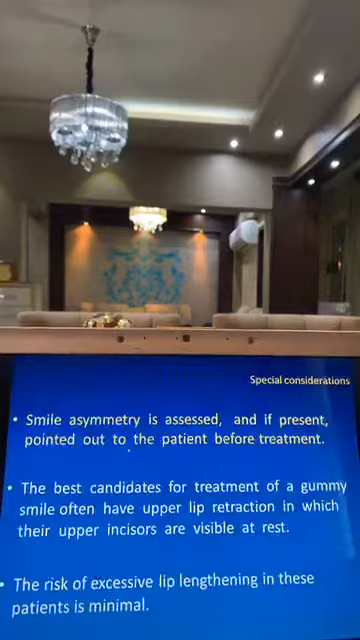 Special considerations
• Smile asymmetry is assessed, and if present,
pointed out to the patient before treatment.
• The best candidates for treatment of a gummy
smile often have upper lip retraction in which
their upper incisors are visible at rest.
• The risk of excessive lip lengthening in these
patients is minimal.